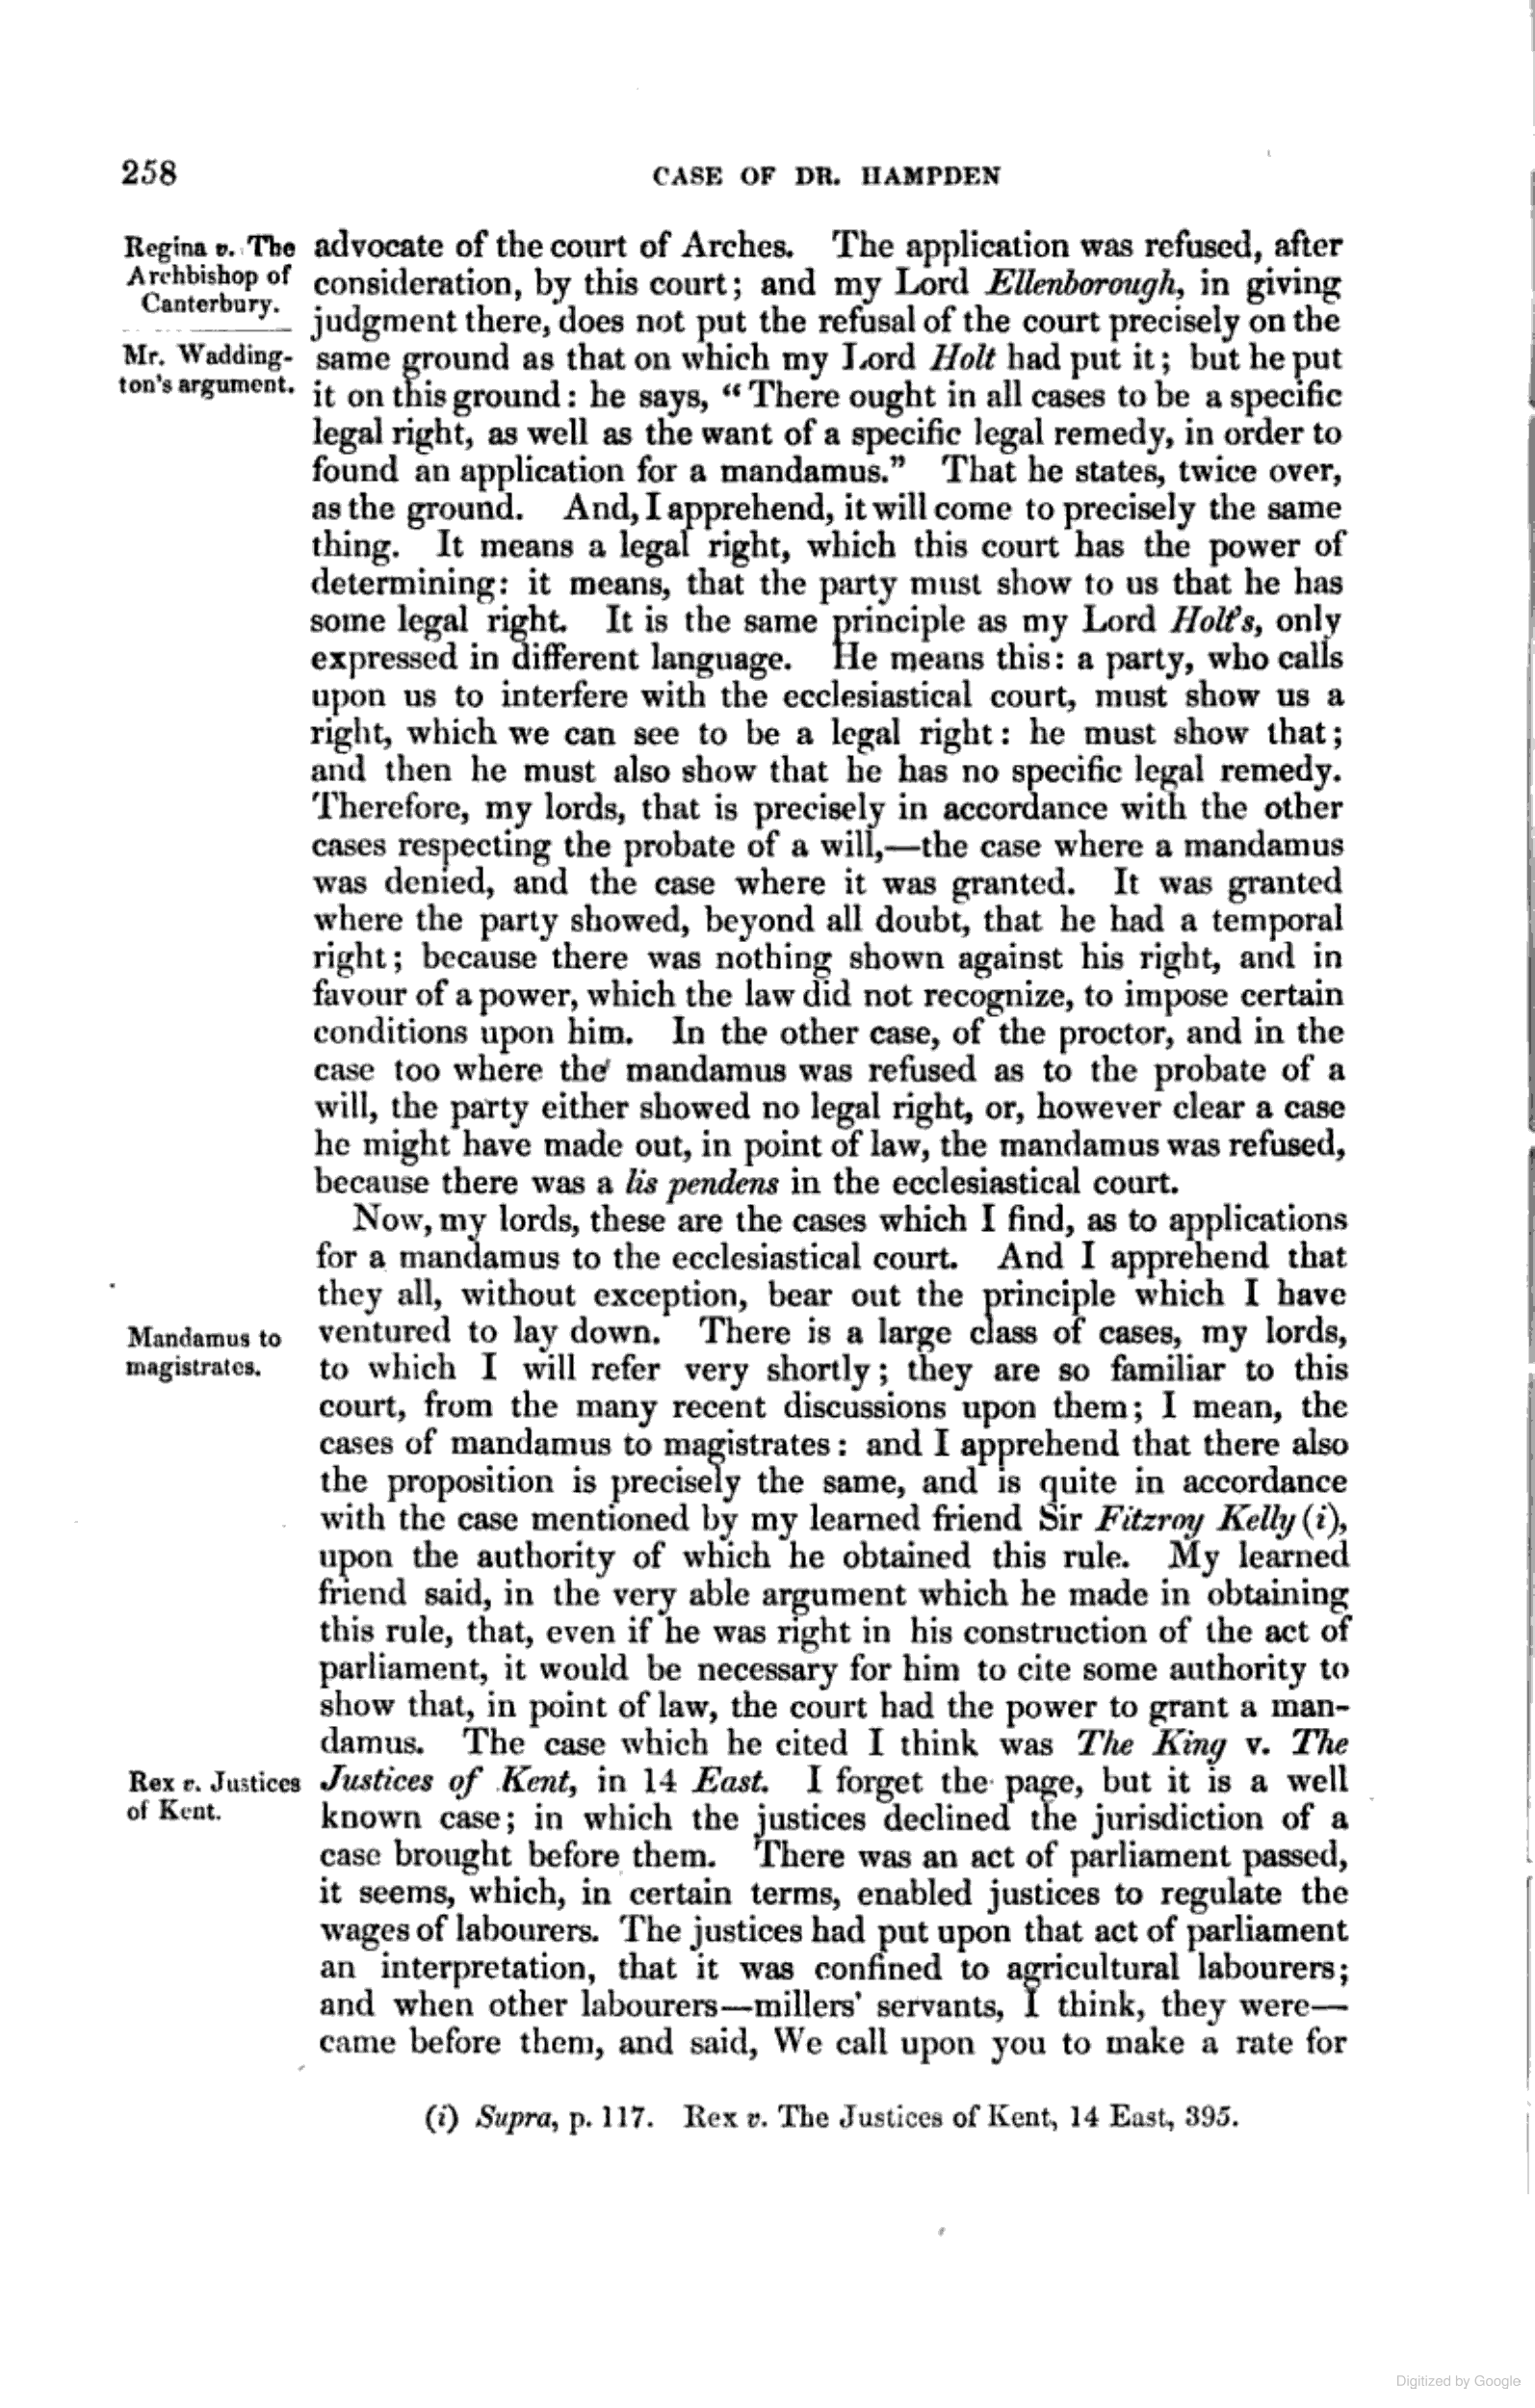 258
CASE OF DR. HAMPDEN
Regina v. The
Archbishop of
Canterbury.
Mr. Wadding-
ton's argument.
advocate of the court of Arches. The application was refused, after
consideration, by this court; and my Lord Ellenborough, in giving
judgment there, does not put the refusal of the court precisely on the
same ground as that on which my Lord Holt had put it; but he put
it on this ground: he says, “There ought in all cases to be a specific
legal right, as well as the want of a specific legal remedy, in order to
found an application for a mandamus.” That he states, twice over,
as the ground. And, I apprehend, it will come to precisely the same
thing. It means a legal right, which this court has the power of
determining: it means, that the party must show to us that he has
some legal right. It is the same principle as my Lord Holt's, only
expressed in different language. He means this: a party, who calls
upon us to interfere with the ecclesiastical court, must show us a
right, which we can see to be a legal right: he must show that;
and then he must also show that he has no specific legal remedy.
Therefore, my lords, that is precisely in accordance with the other
cases respecting the probate of a will,—the case where a mandamus
was denied, and the case where it was granted. It was granted
where the party showed, beyond all doubt, that he had a temporal
right; because there was nothing shown against his right, and in
favour of a power, which the law did not recognize, to impose certain
conditions upon him. In the other case, of the proctor, and in the
case too where the mandamus was refused as to the probate of a
will, the party either showed no legal right, or, however clear a case
he might have made out, in point of law, the mandamus was refused,
because there was a lis pendens in the ecclesiastical court.
Now, my lords, these are the cases which I find, as to applications
for a mandamus to the ecclesiastical court. And I apprehend that
they all, without exception, bear out the principle which I have
Mandamus to
magistrates.
ventured to lay down. There is a large class of cases, my lords,
to which I will refer very shortly; they are so familiar to this
court, from the many recent discussions upon them; I mean, the
cases of mandamus to magistrates: and I apprehend that there also
the proposition is precisely the same, and is quite in accordance
with the case mentioned by my learned friend Sir Fitzroy Kelly (i),
upon the authority of which he obtained this rule. My learned
friend said, in the very able argument which he made in obtaining
this rule, that, even if he was right in his construction of the act of
parliament, it would be necessary for him to cite some authority to
show that, in point of law, the court had the power to grant a man-
damus. The case which he cited I think was The King v. The
Rex v. Justices
of Kent.
Justices of Kent, in 14 East. I forget the page, but it is a well
known case; in which the justices declined the jurisdiction of a
case brought before them. There was an act of parliament passed,
it seems, which, in certain terms, enabled justices to regulate the
wages of labourers. The justices had put upon that act of parliament
an interpretation, that it was confined to agricultural labourers;
and when other labourers—millers' servants, I think, they were—
came before them, and said, We call upon you to make a rate for
(i) Supra, p. 117. Rex v. The Justices of Kent, 14 East, 395.
Digitized by Google